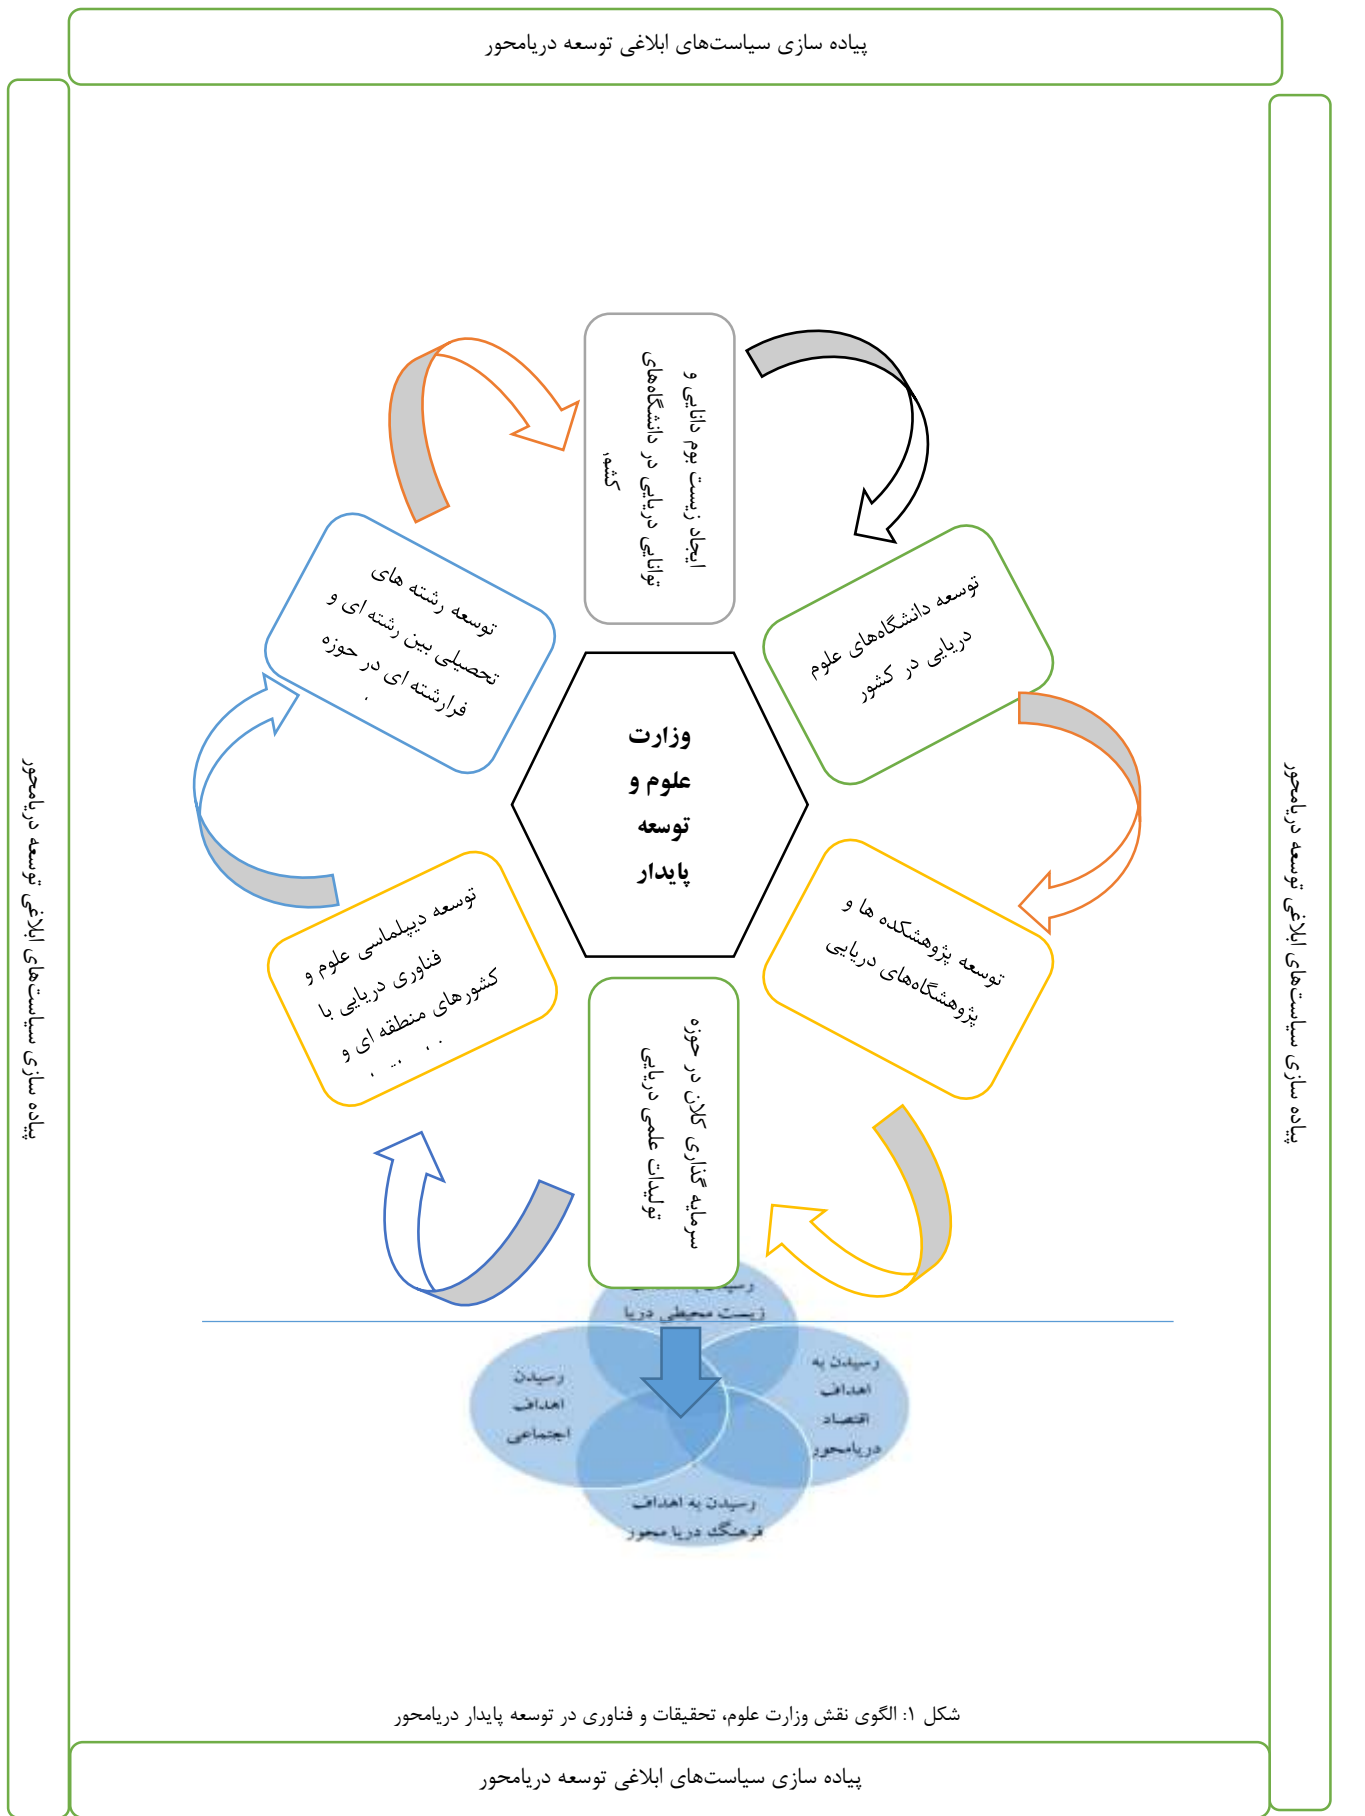 پیاده سازی سیاست‌های ابلاغی توسعه دریامحور
پیاده سازی سیاست‌های ابلاغی توسعه دریامحور
پیاده سازی سیاست‌های ابلاغی توسعه دریامحور
ایجاد زیست بوم دانایی و
توانایی دریایی در دانشگاه‌های
کشور
توسعه دانشگاه‌های علوم
دریایی در کشور
توسعه پژوهشکده ها و
پژوهشگاه‌های دریایی
سرمایه گذاری کلان در حوزه
تولیدات علمی دریایی
توسعه دیپلماسی علوم و
فناوری دریایی با
کشورهای منطقه ای و
توسعه رشته های
تحصیلی بین رشته ای و
فرارشته ای در حوزه
وزارت
علوم و
توسعه
پایدار
رسیدن
زیست محیطی دریا
رسیدن به
اهداف
اقتصاد
دریامحور
رسیدن
اهداف
اجتماعی
رسیدن به اهداف
فرهنگ دریا محور
شکل ۱: الگوی نقش وزارت علوم، تحقیقات و فناوری در توسعه پایدار دریامحور
پیاده سازی سیاست‌های ابلاغی توسعه دریامحور